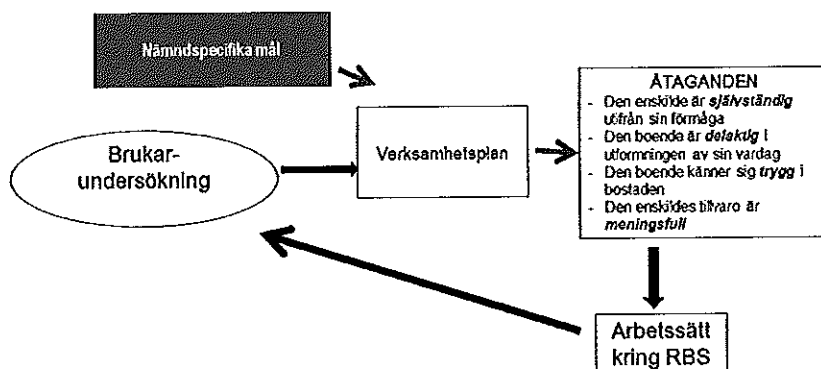 Nämndspecifika mål
Brukar-
undersökning
Verksamhetsplan
ÅTAGANDEN
- Den enskilde är självständig
utifrån sin förmåga
- Den boende är delaktig i
utformningen av sin vardag
- Den boende känner sig trygg i
bostaden
- Den enskildes tillvaro är
meningsfull
Arbetssätt
kring RBS